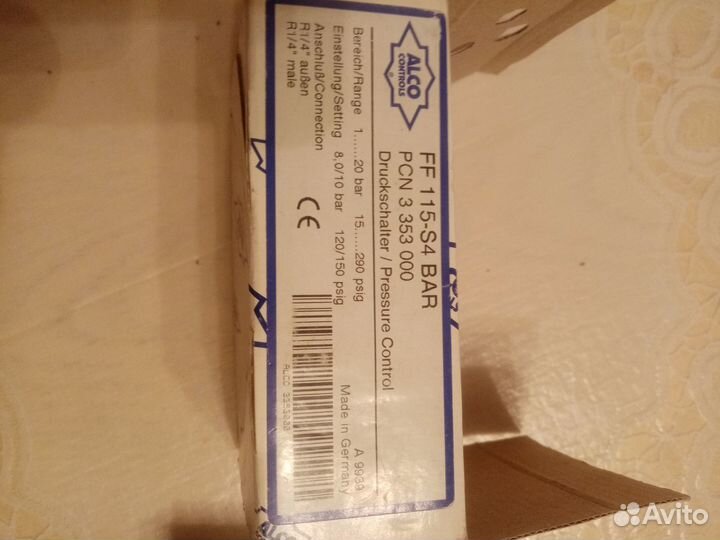 ALCO
CONTROLS
®
FF 115-S4 BAR
PCN 3 353 000
Druckschalter / Pressure Control
Bereich/Range 1......20 bar 15......290 psig
Einstellung/Setting 8,0/10 bar 120/150 psig
Anschluß/Connection
R1/4" außen
R1/4" male
CE
A 9939
Made in Germany
ALCO
Avito